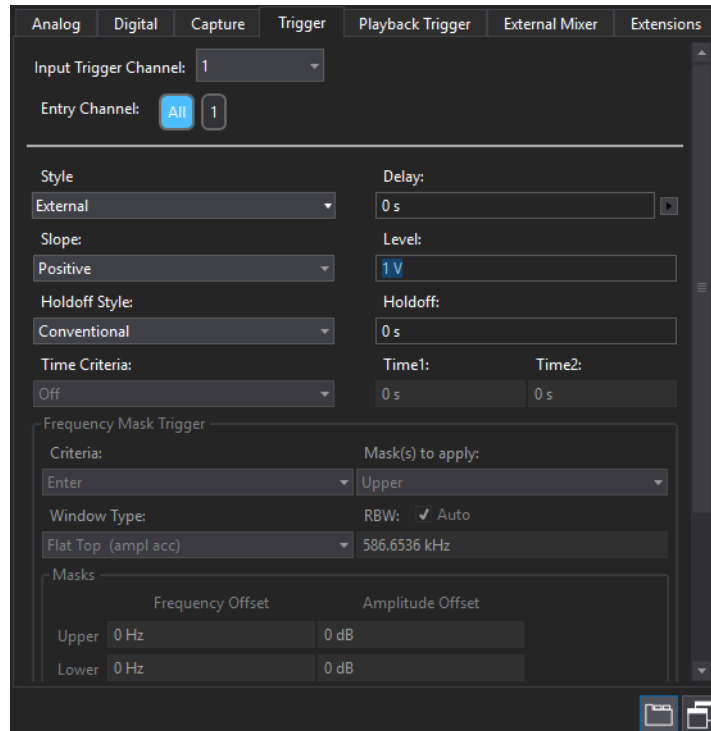 Analog Digital Capture Trigger Playback Trigger External Mixer Extensions
Input Trigger Channel: 1
Entry Channel: All 1
Style Delay:
External 0 s
Slope: Level:
Positive 1 V
Holdoff Style: Holdoff:
Conventional 0 s
Time Criteria: Time1: Time2:
Off 0 s 0 s
Frequency Mask Trigger
Criteria: Mask(s) to apply:
Enter Upper
Window Type: RBW: Auto
Flat Top (ampl acc) 586.6536 kHz
Masks
Frequency Offset Amplitude Offset
Upper 0 Hz 0 dB
Lower 0 Hz 0 dB